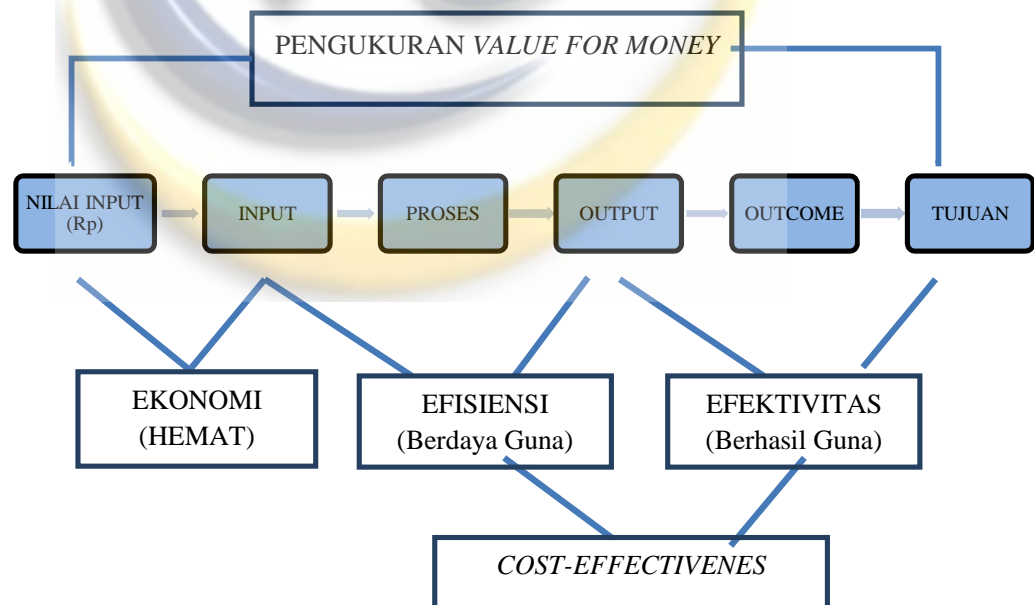 PENGUKURAN VALUE FOR MONEY
NILAI INPUT
(Rp)
INPUT
PROSES
OUTPUT
OUTCOME
TUJUAN
EKONOMI
(HEMAT)
EFISIENSI
(Berdaya Guna)
EFEKTIVITAS
(Berhasil Guna)
COST-EFFECTIVENES